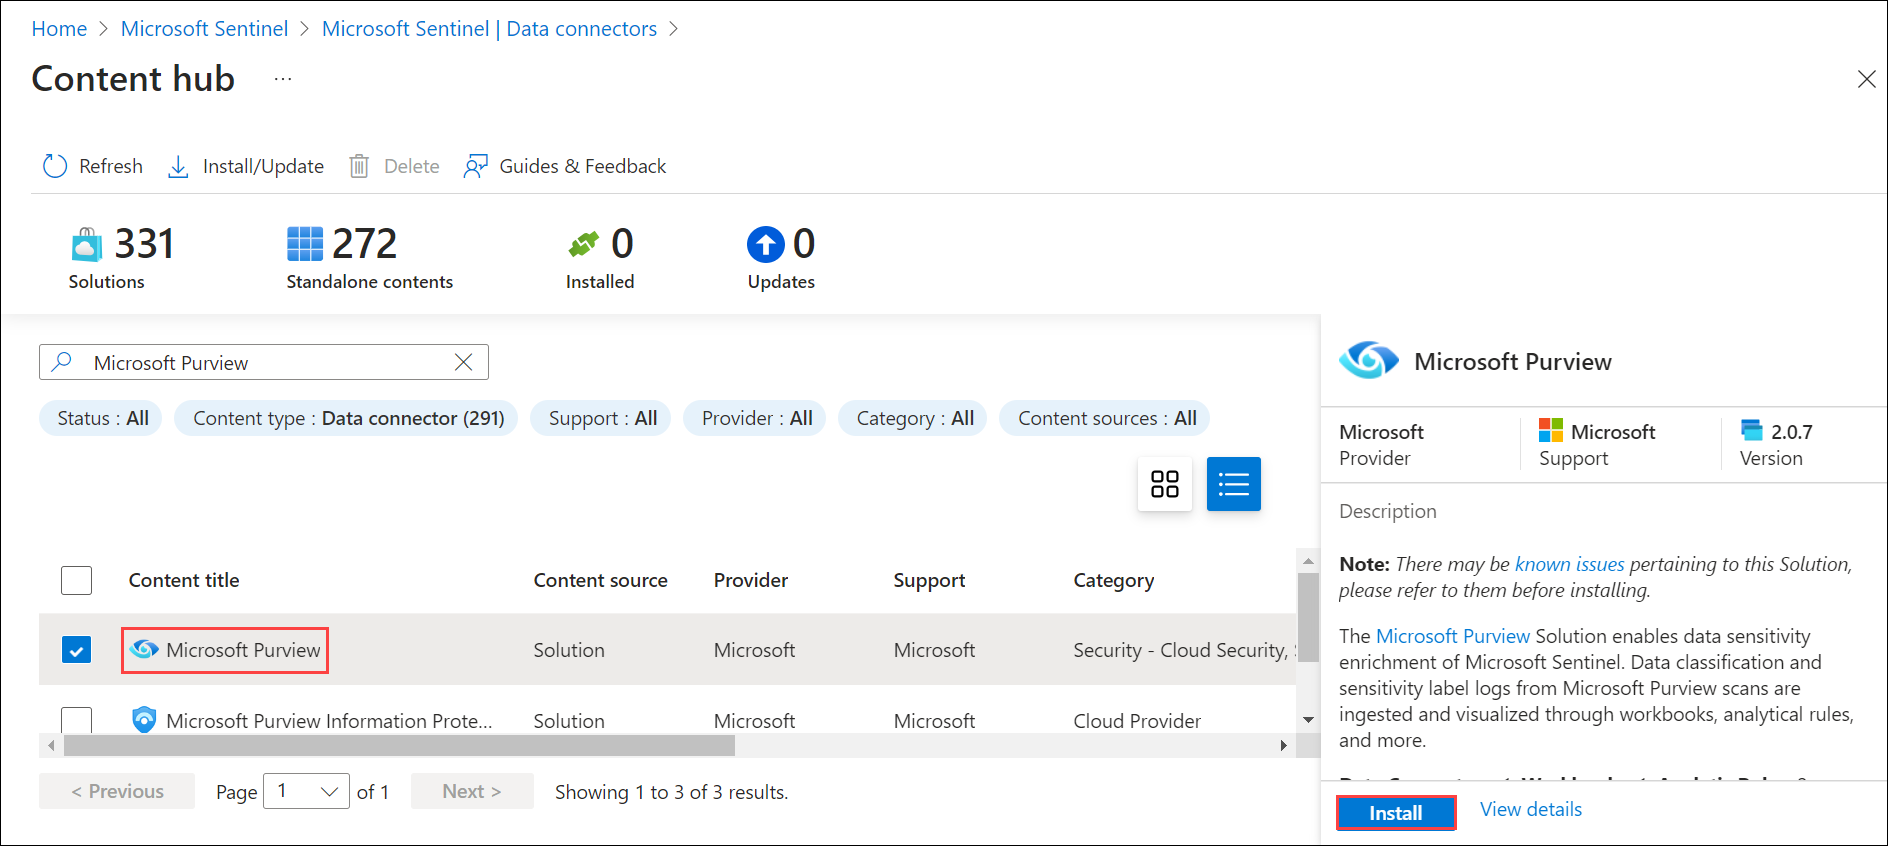 Home > Microsoft Sentinel > Microsoft Sentinel | Data connectors >
Content hub ...
Refresh Install/Update Delete Guides & Feedback
331 272 0 0
Solutions Standalone contents Installed Updates
Microsoft Purview
Status : All Content type : Data connector (291) Support : All Provider : All Category : All Content sources : All
Content title Content source Provider Support Category
Microsoft Purview Solution Microsoft Microsoft Security - Cloud Security,
Microsoft Purview Information Prote... Solution Microsoft Microsoft Cloud Provider
< Previous Page 1 of 1 Next > Showing 1 to 3 of 3 results.
Microsoft Purview
Microsoft Microsoft 2.0.7
Provider Support Version
Description
Note: There may be known issues pertaining to this Solution,
please refer to them before installing.
The Microsoft Purview Solution enables data sensitivity
enrichment of Microsoft Sentinel. Data classification and
sensitivity label logs from Microsoft Purview scans are
ingested and visualized through workbooks, analytical rules,
and more.
Install View details